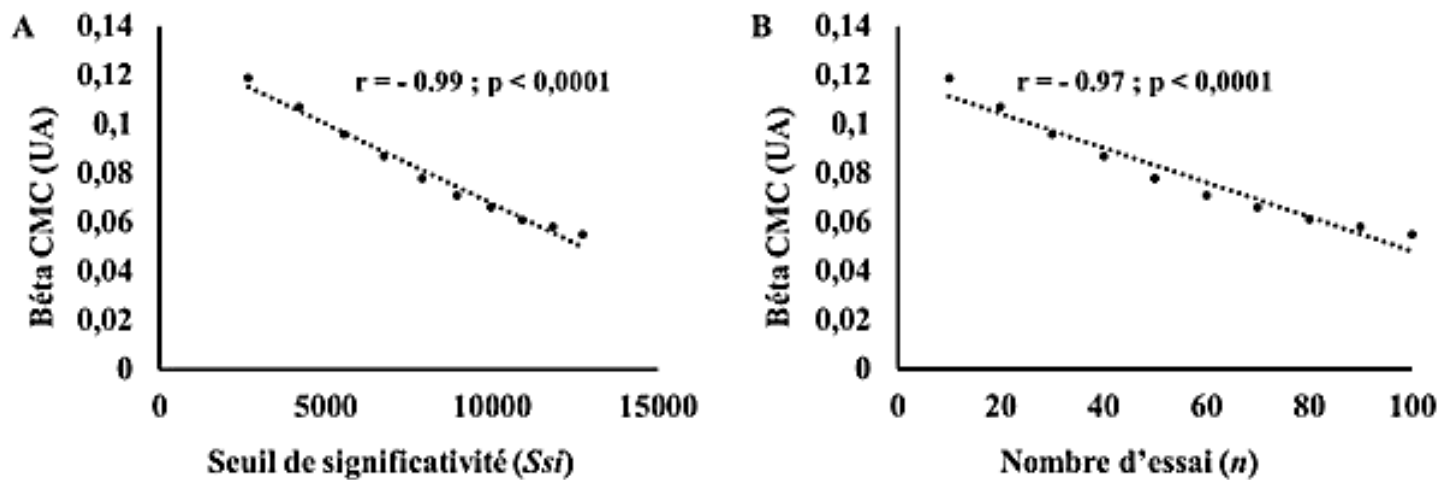 A
0,14
0,12
0,1
0,08
0,06
0,04
0,02
0
Béta CMC (UA)
r = - 0.99 ; p < 0,0001
0 5000 10000 15000
Seuil de significativité (Ssi)
B
0,14
0,12
0,1
0,08
0,06
0,04
0,02
0
Béta CMC (UA)
r = - 0.97 ; p < 0,0001
0 20 40 60 80 100
Nombre d’essai (n)